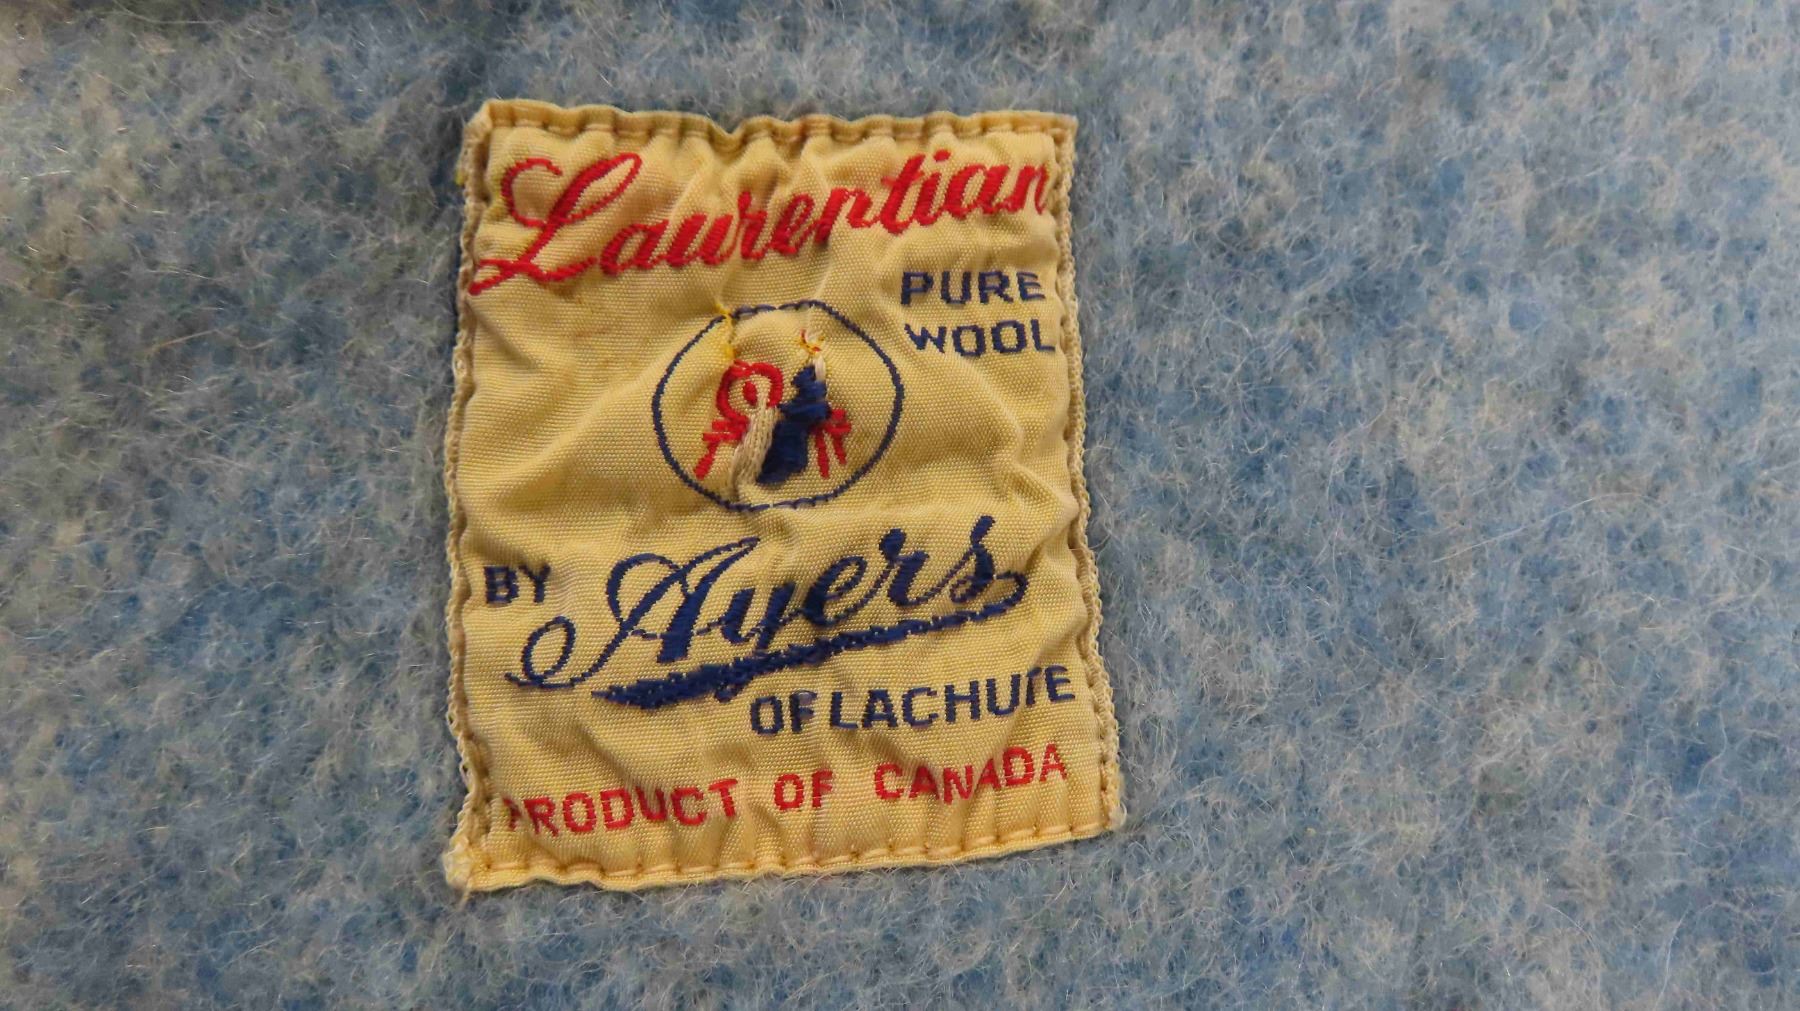 Laurentian
PURE
WOOL
BY Ayers
OF LACHUTE
PRODUCT OF CANADA